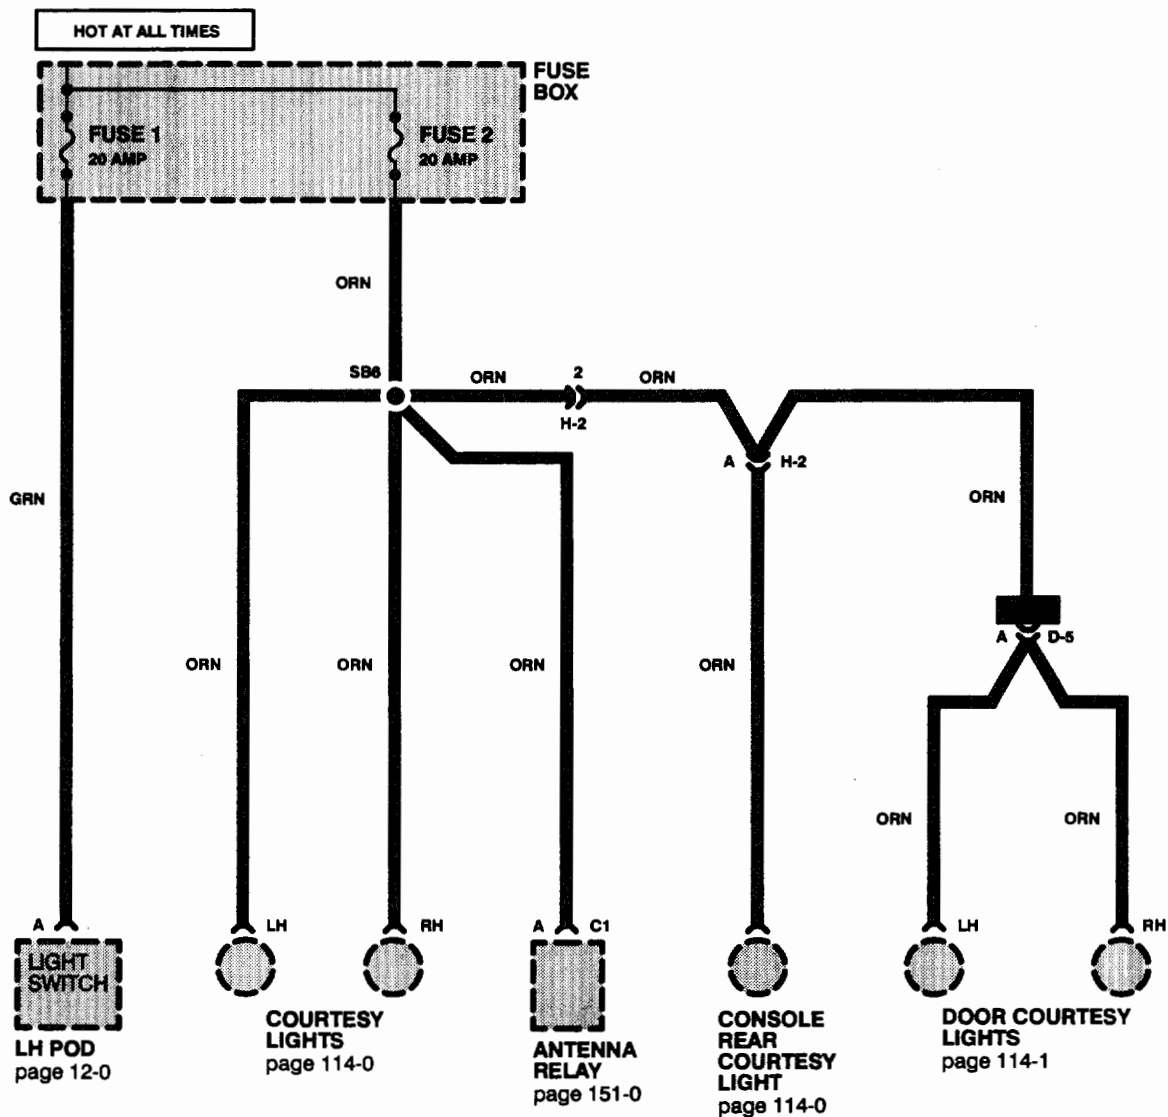 HOT AT ALL TIMES
FUSE
BOX
FUSE 1
20 AMP
FUSE 2
20 AMP
ORN
SB6
ORN
2
ORN
H-2
A
H-2
GRN
ORN
ORN
ORN
ORN
ORN
A
D-5
ORN
ORN
A
LH
RH
A
C1
LH
RH
LIGHT
SWITCH
LH POD
page 12-0
COURTESY
LIGHTS
page 114-0
ANTENNA
RELAY
page 151-0
CONSOLE
REAR
COURTESY
LIGHT
page 114-0
DOOR COURTESY
LIGHTS
page 114-1